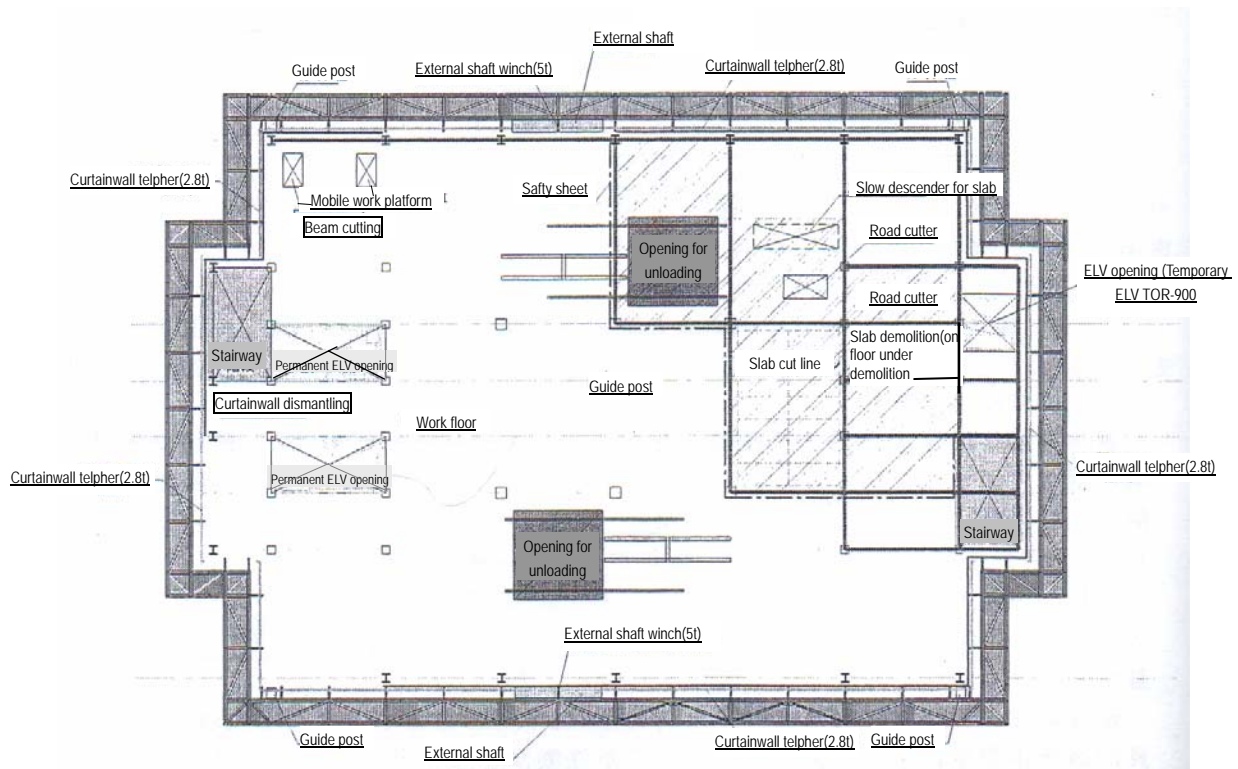 External shaft
Guide post
External shaft winch(5t)
Curtainwall telpher(2.8t)
Guide post
Curtainwall telpher(2.8t)
Safty sheet
Slow descender for slab
Mobile work platform
Beam cutting
Road cutter
Opening for
unloading
ELV opening (Temporary
ELV TOR-900
Road cutter
Stairway
Permanent ELV opening
Slab cut line
Slab demolition(on
floor under
demolition
Guide post
Curtainwall dismantling
Work floor
Curtainwall telpher(2.8t)
Permanent ELV opening
Curtainwall telpher(2.8t)
Stairway
Opening for
unloading
External shaft winch(5t)
Guide post
External shaft
Curtainwall telpher(2.8t)
Guide post